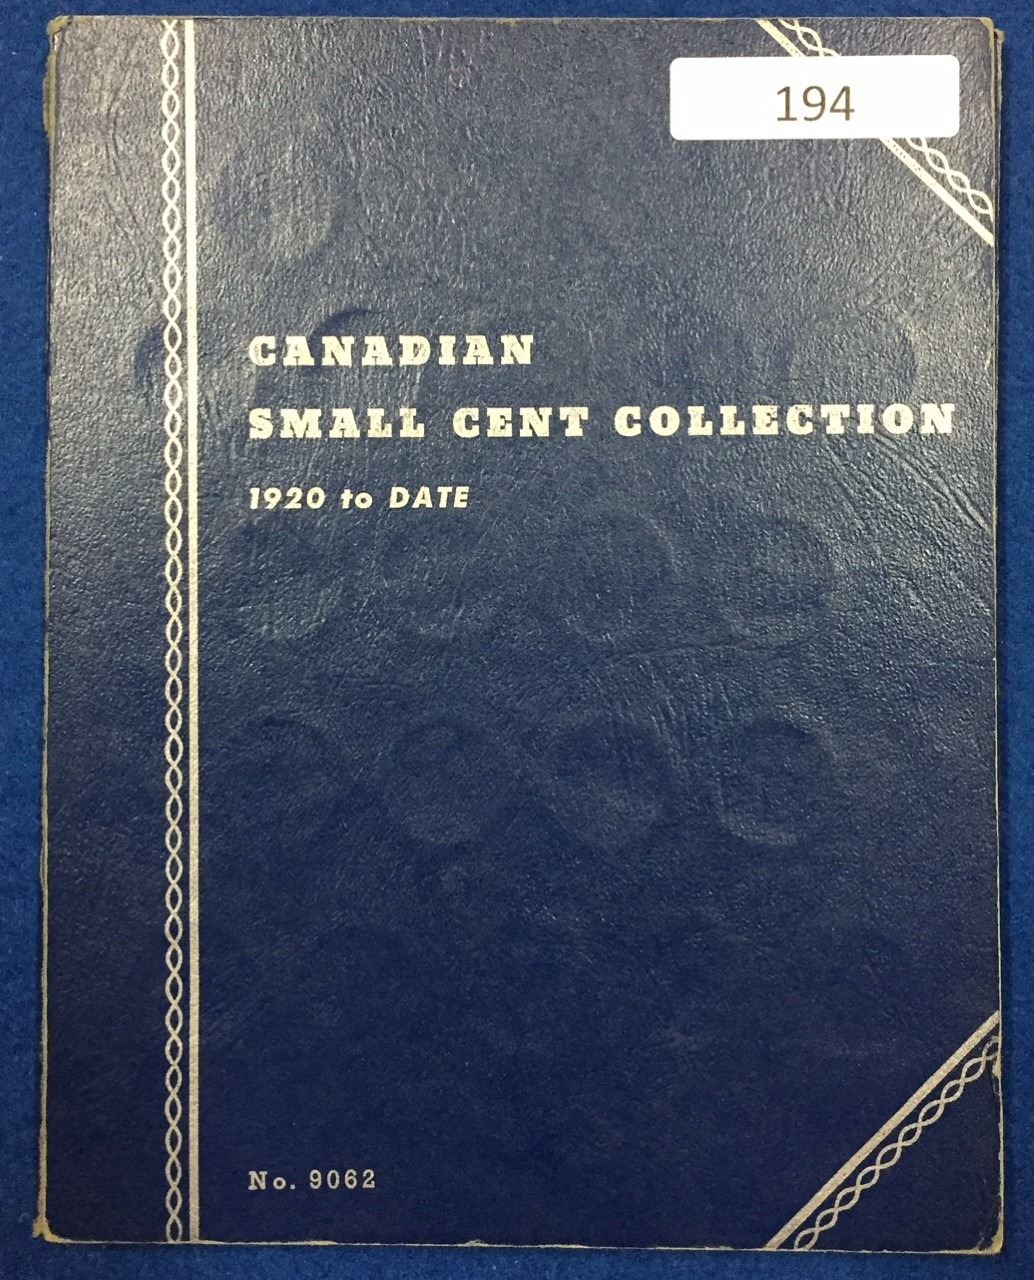 194
CANADIAN
SMALL CENT COLLECTION
1920 to DATE
No. 9062